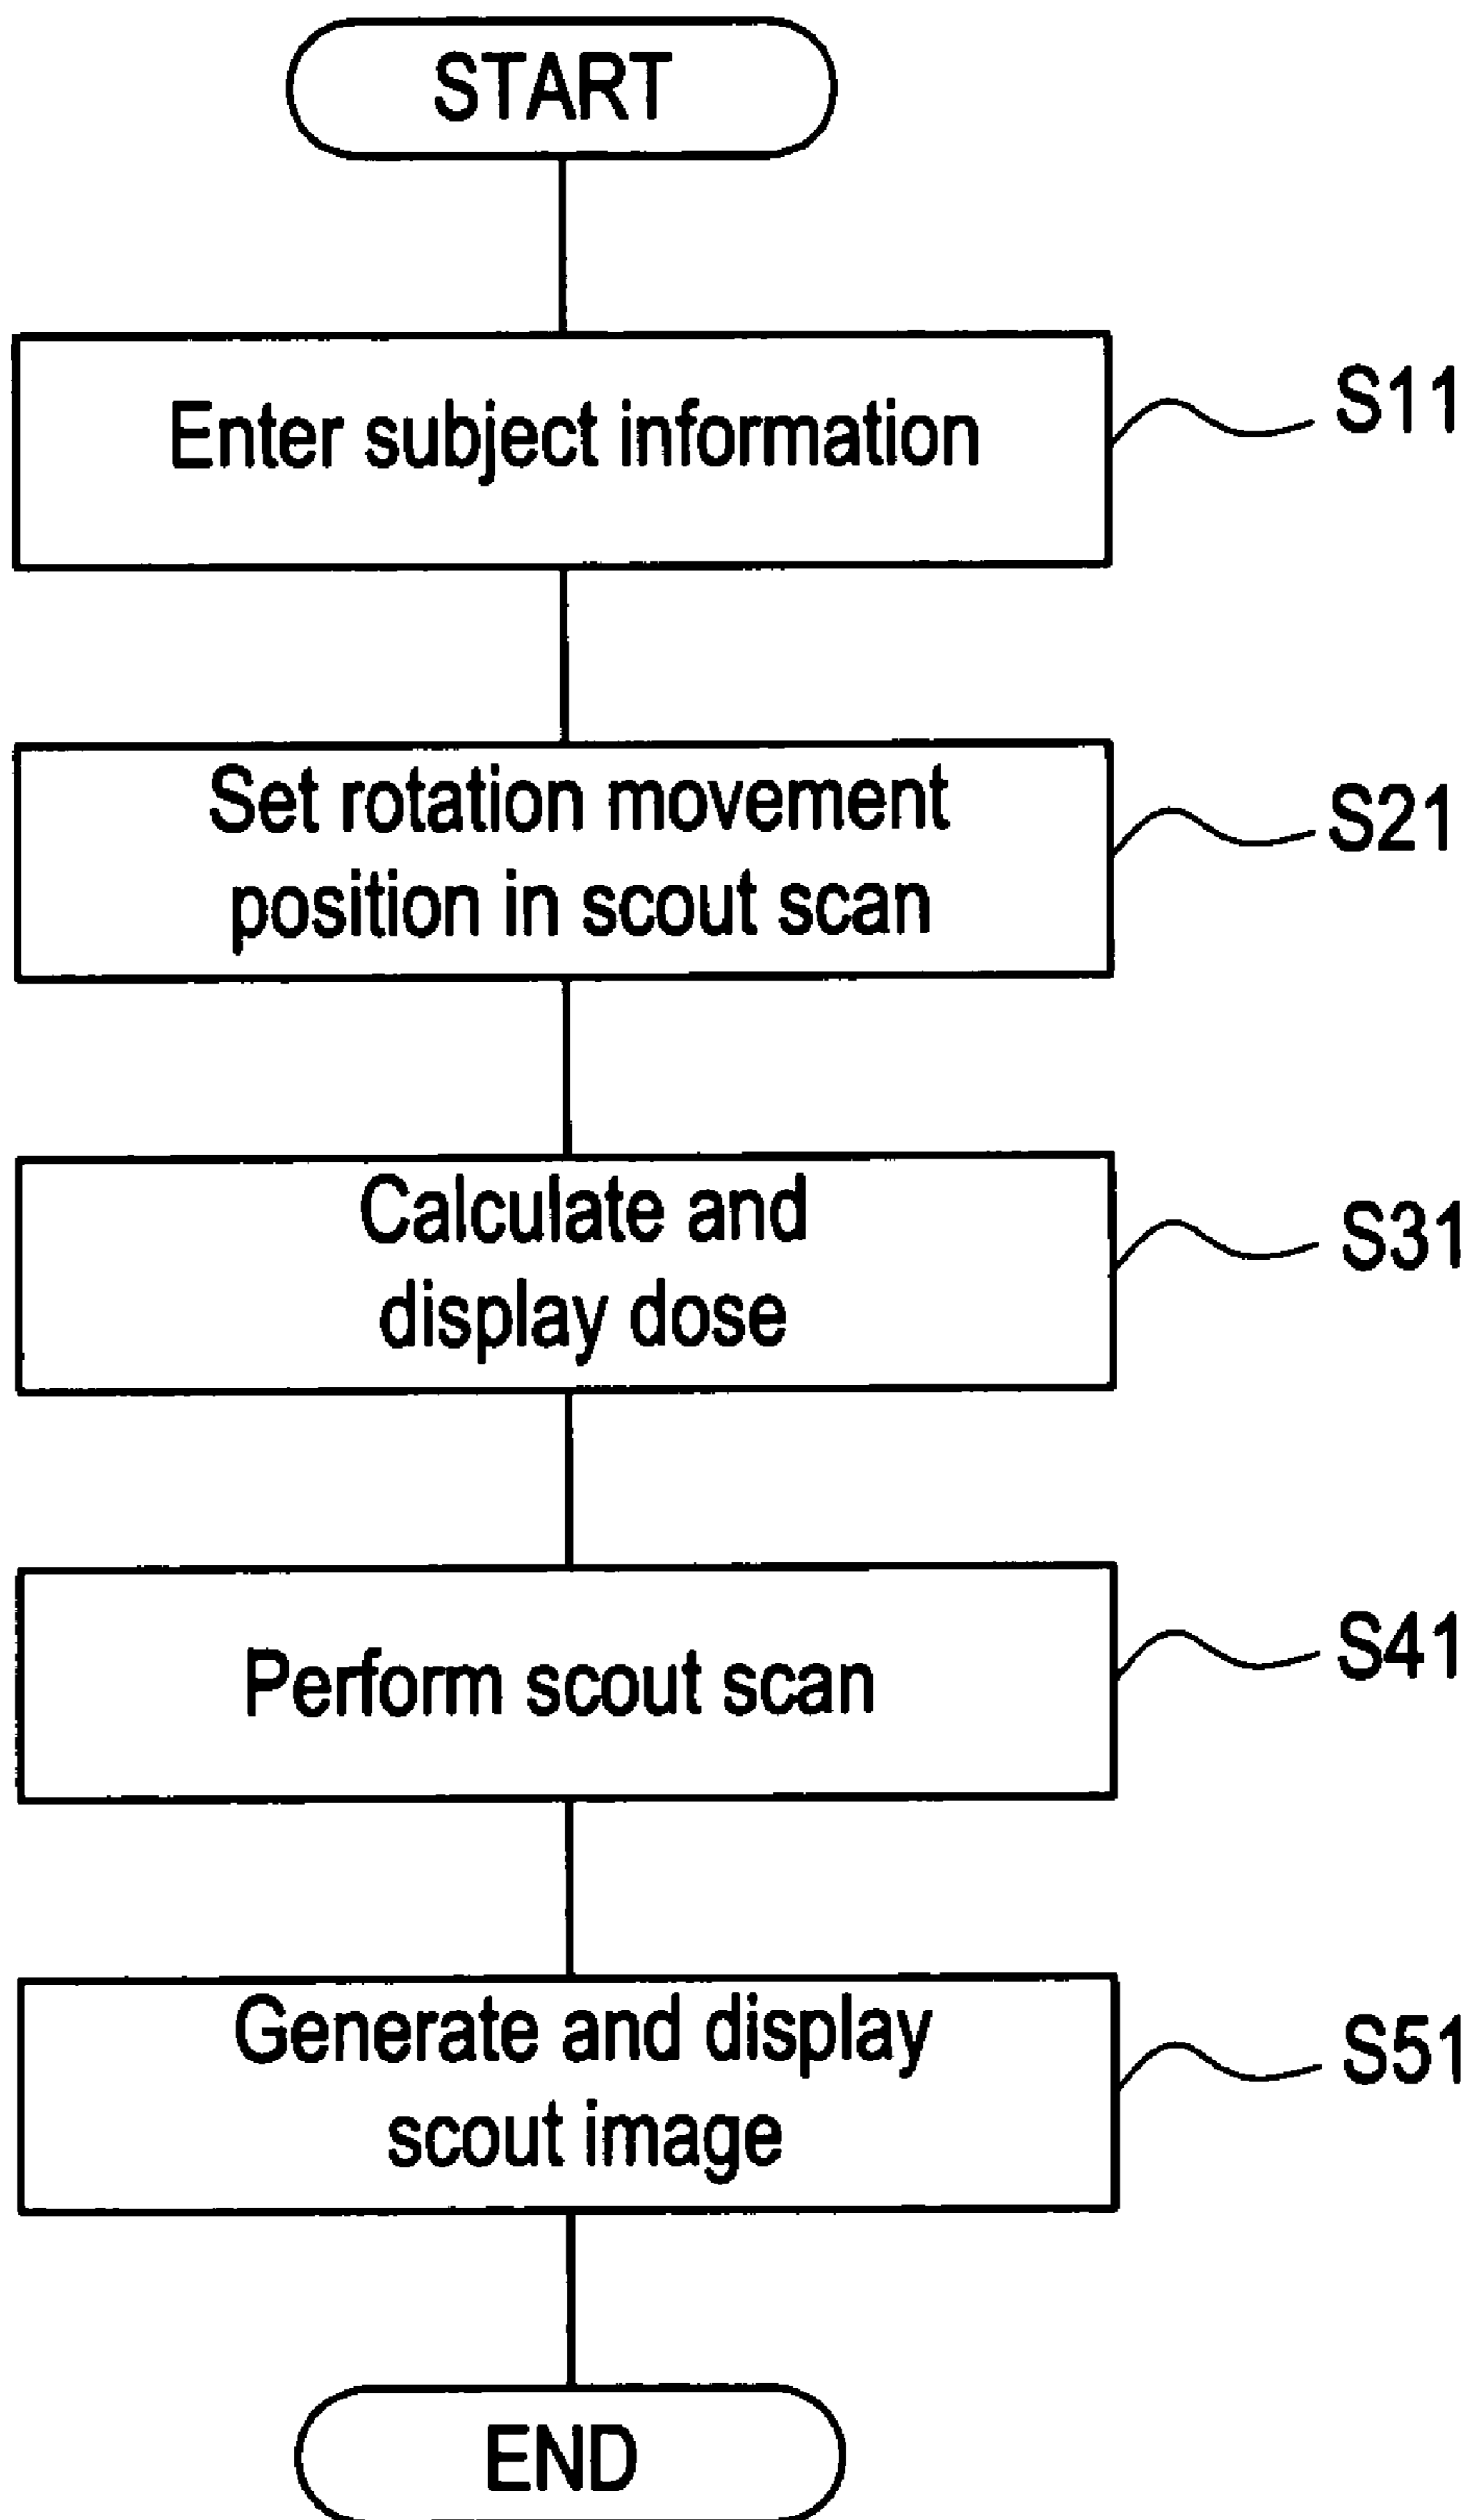 START
Enter subject information
S11
Set rotation movement
position in scout scan
S21
Calculate and
display dose
S31
Perform scout scan
S41
Generate and display
scout image
S51
END